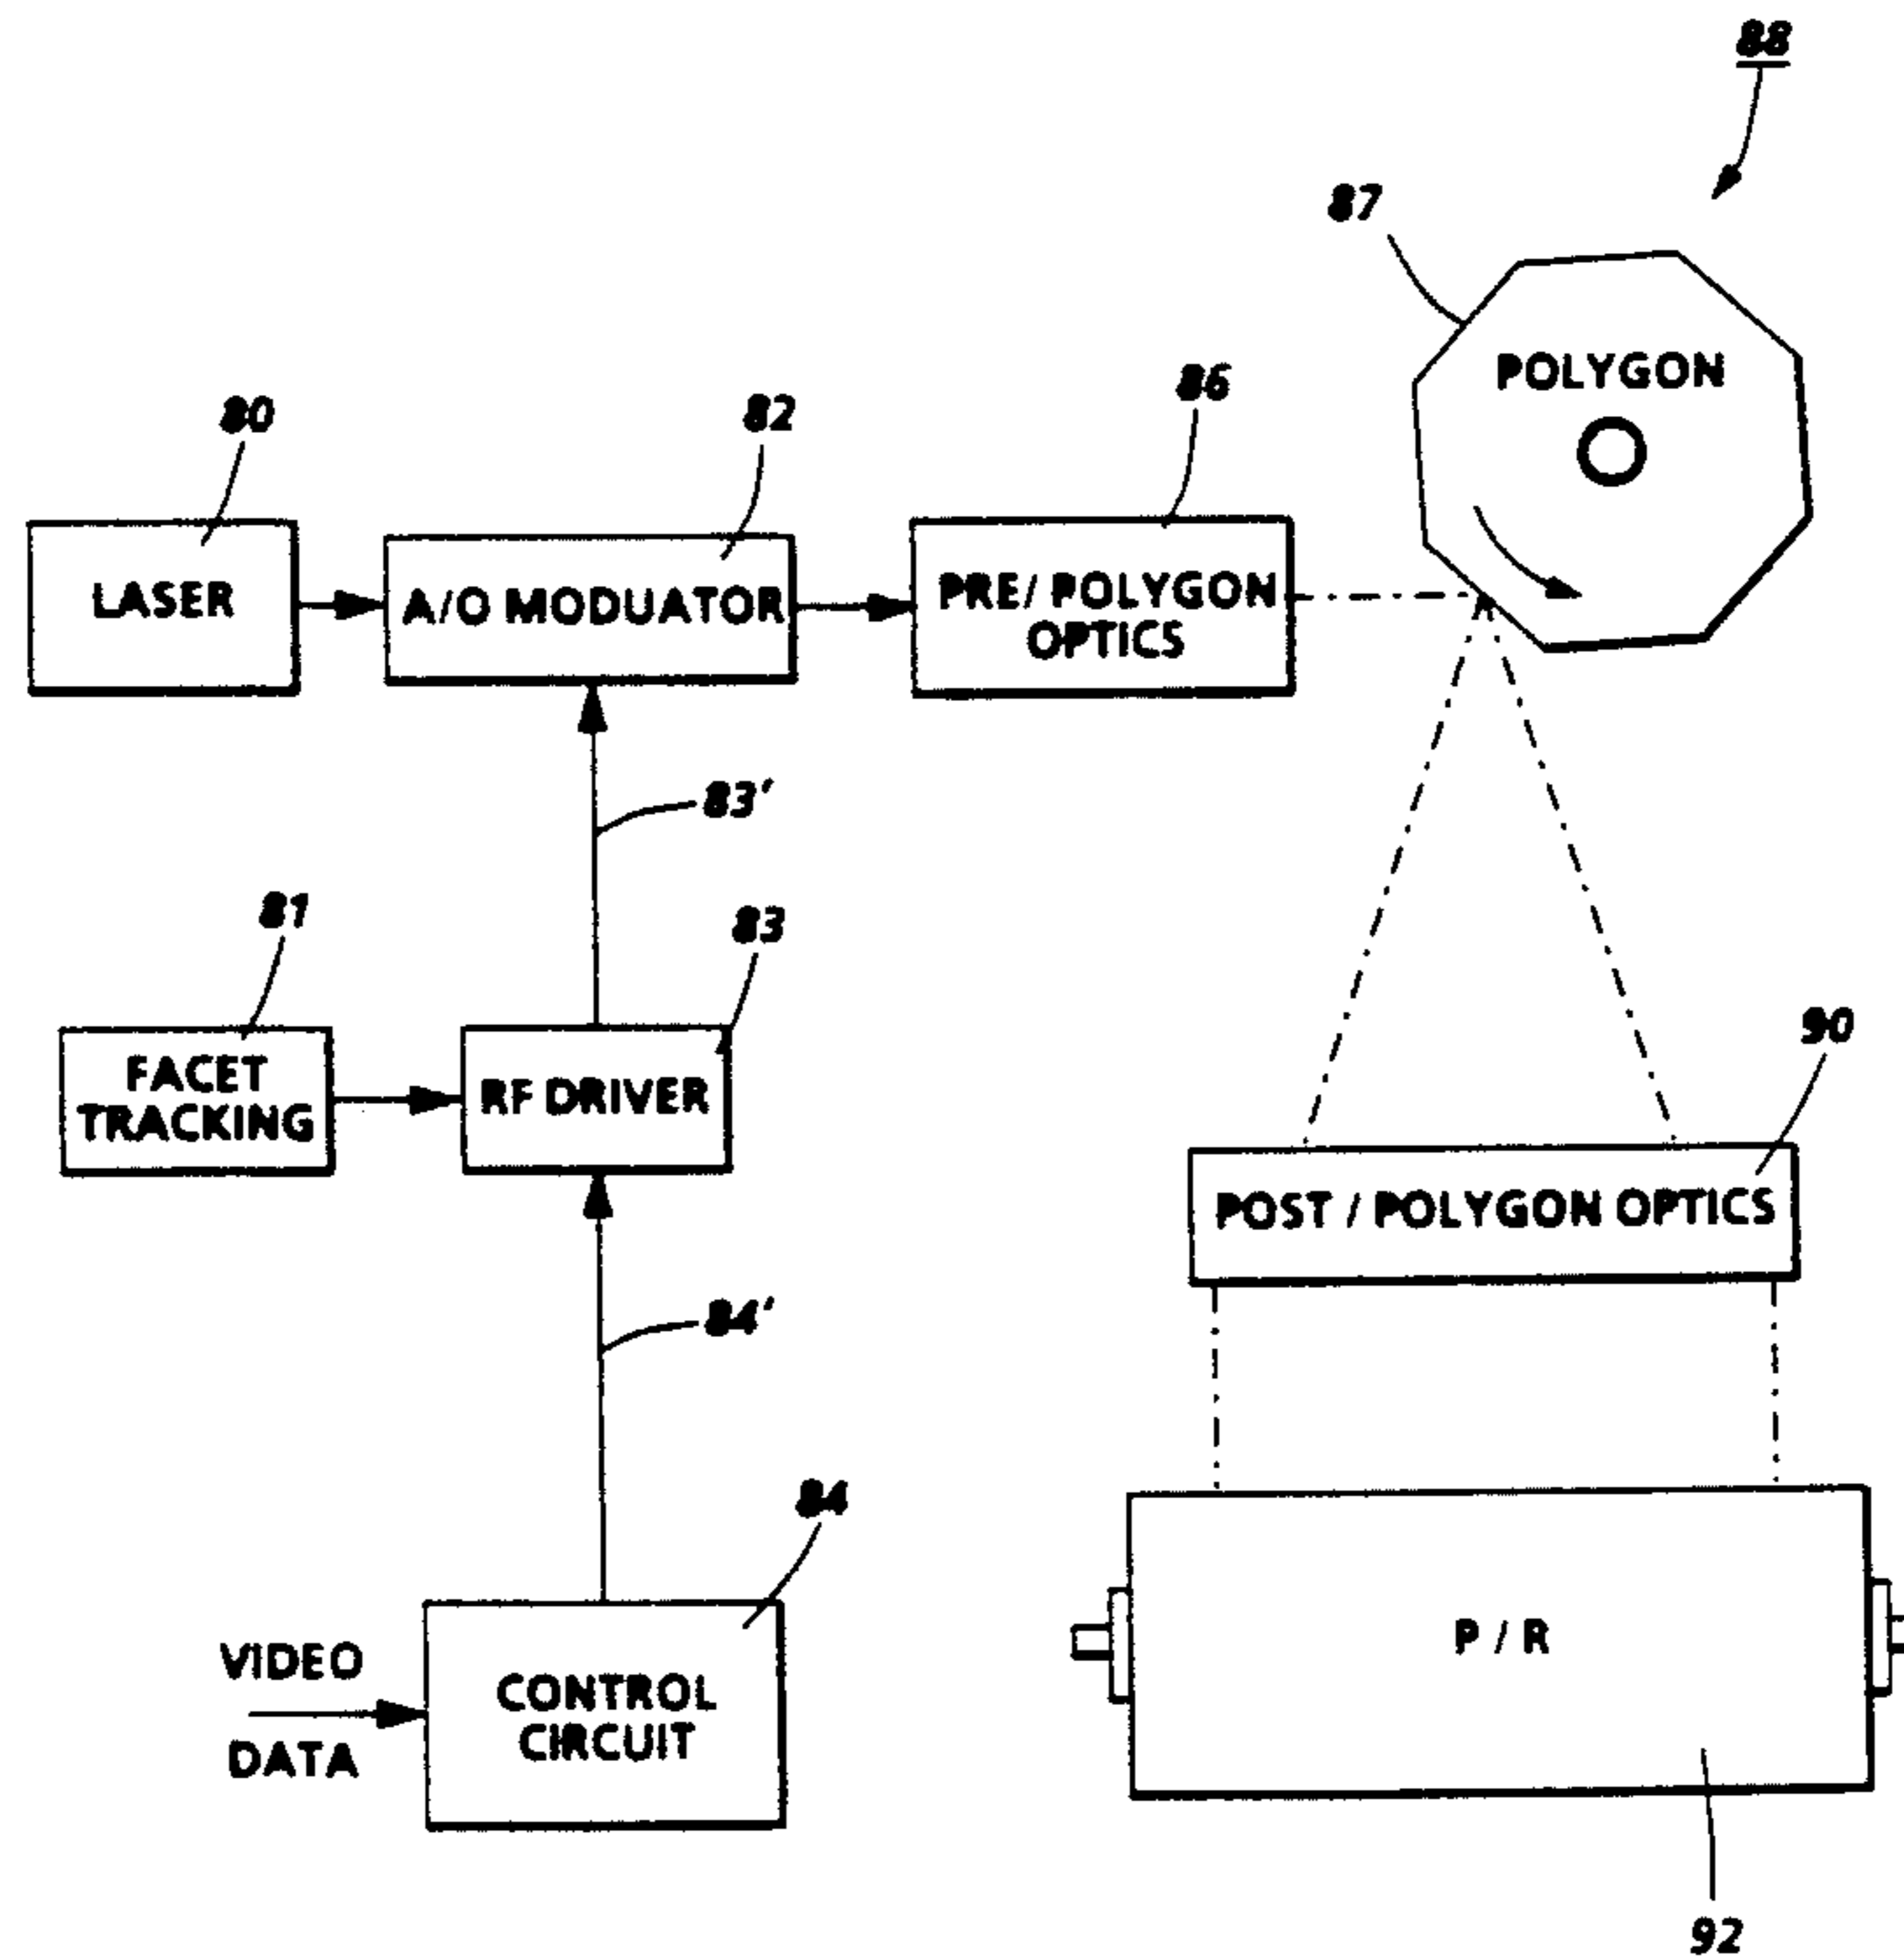 88
87
POLYGON
86
80
82
LASER
A/O MODUATOR
PRE/ POLYGON
OPTICS
83'
81
83
90
FACET
TRACKING
RF DRIVER
POST / POLYGON OPTICS
84'
84
VIDEO
DATA
CONTROL
CIRCUIT
P / R
92